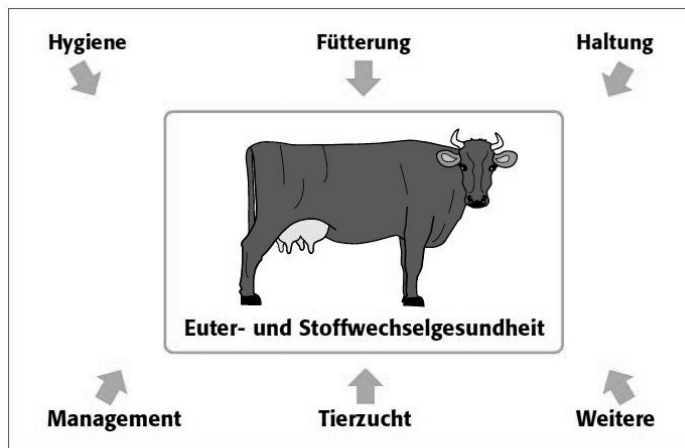 Hygiene
Fütterung
Haltung
Euter- und Stoffwechselgesundheit
Management
Tierzucht
Weitere